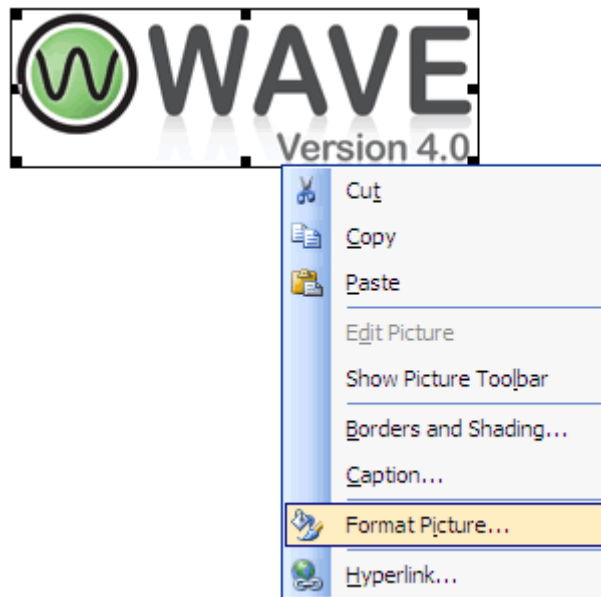 W WAVE
Version 4.0
Cut
Copy
Paste
Edit Picture
Show Picture Toolbar
Borders and Shading...
Caption...
Format Picture...
Hyperlink...